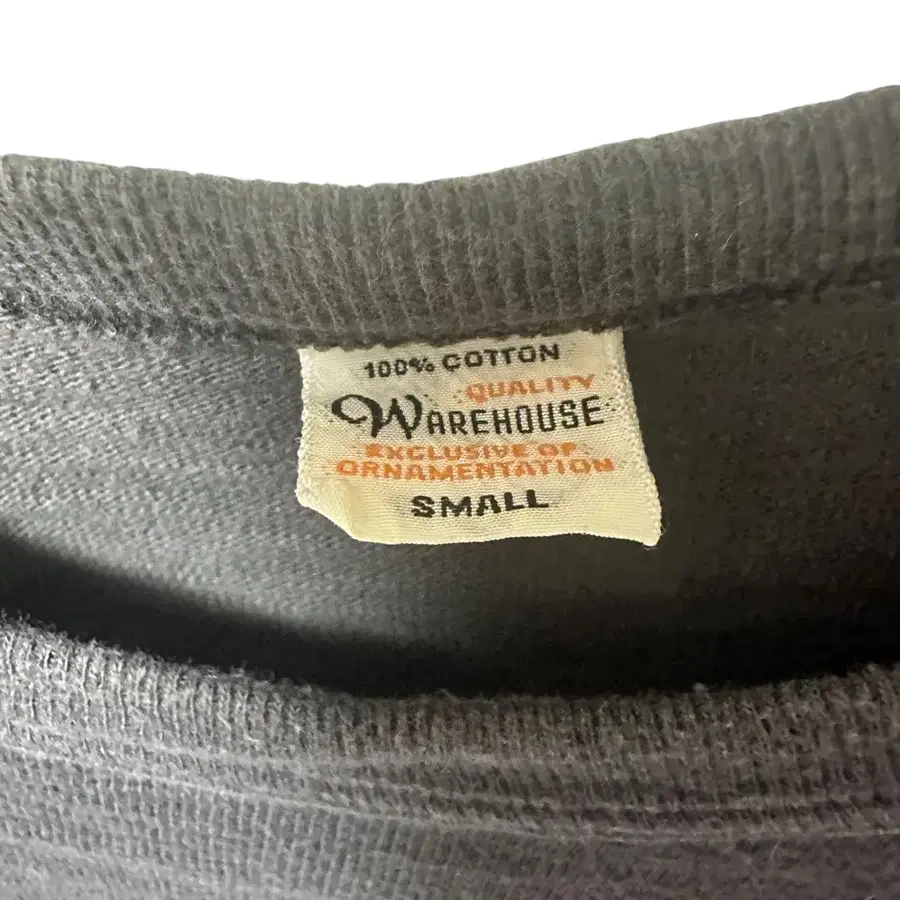 100% COTTON
QUALITY
WAREHOUSE
EXCLUSIVE OF
ORNAMENTATION
SMALL